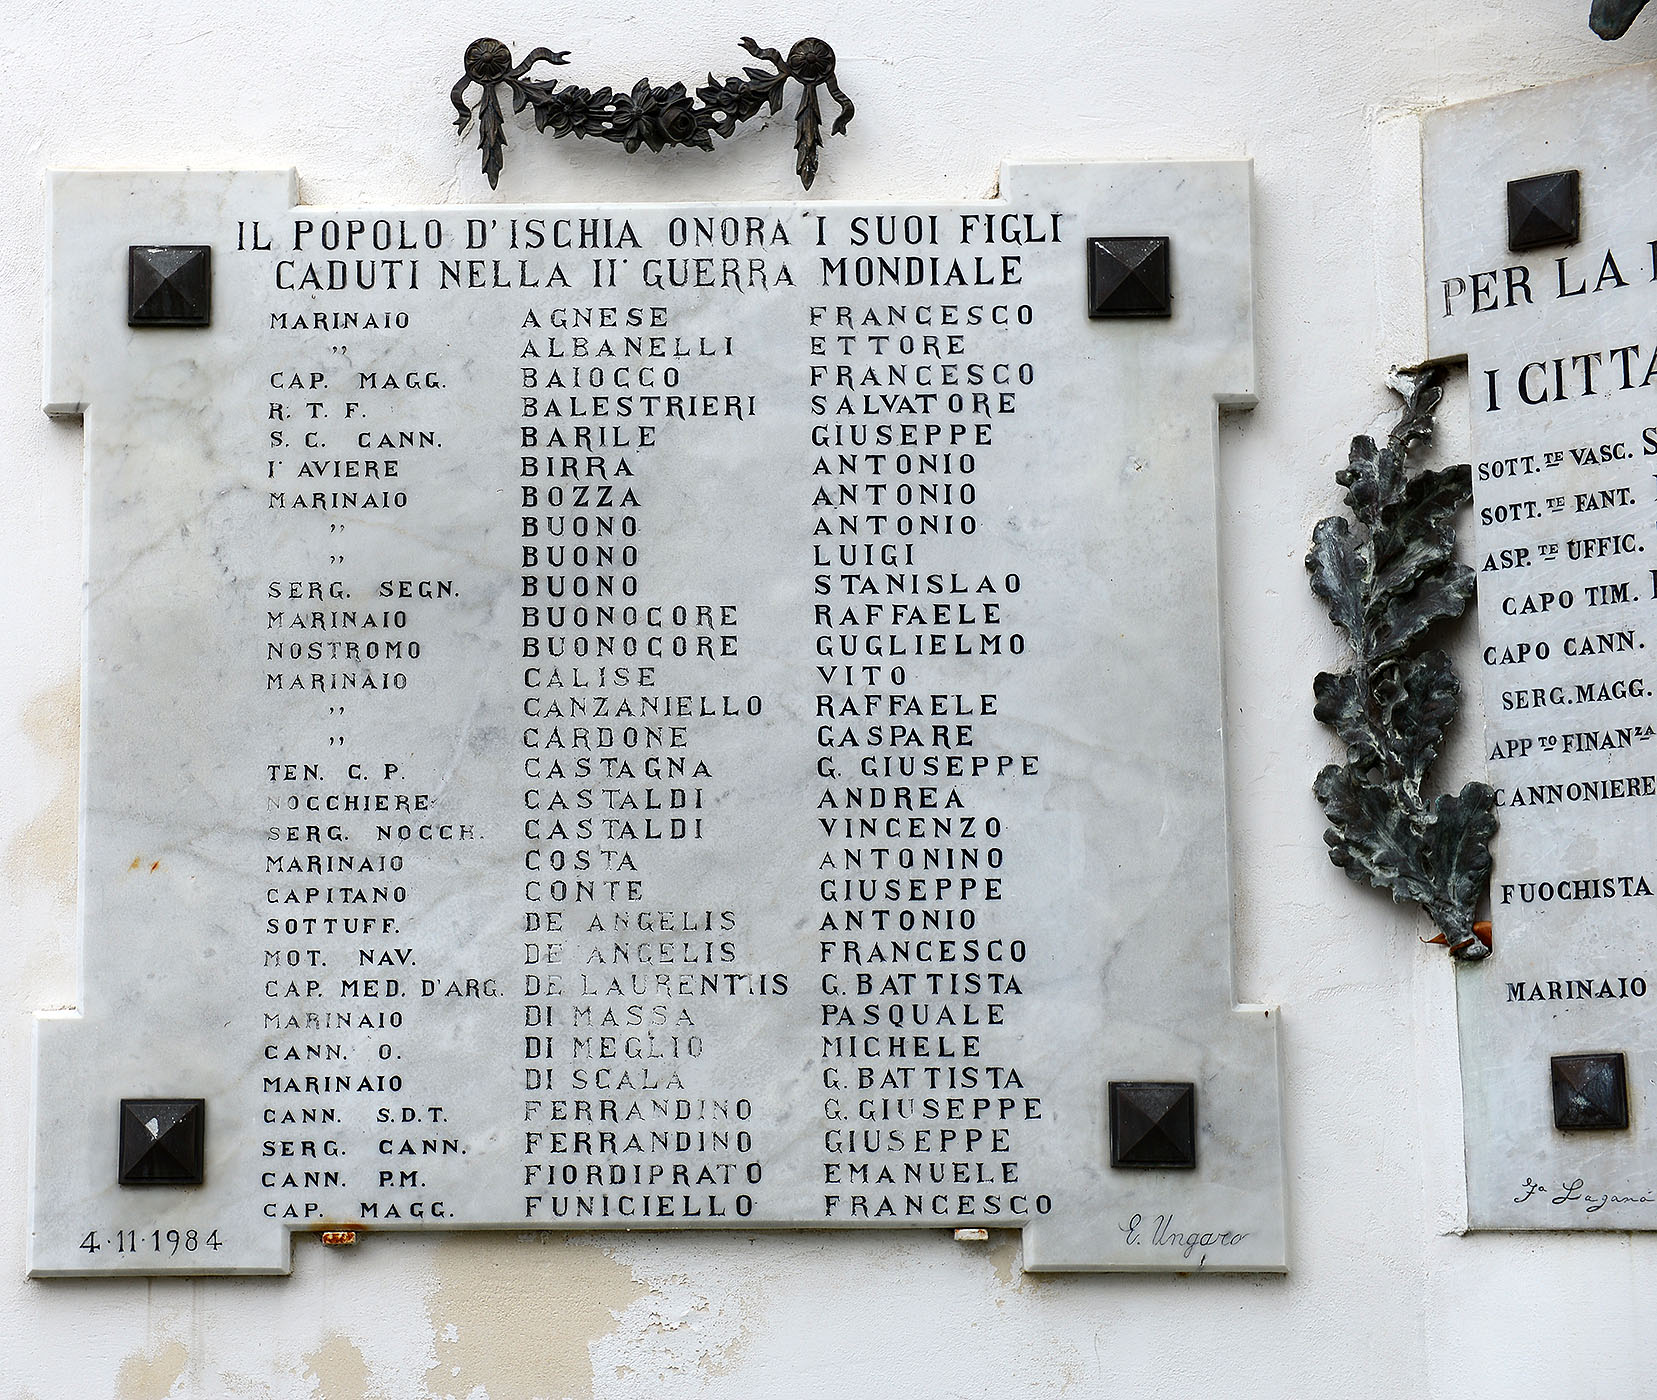 IL POPOLO D'ISCHIA ONORA I SUOI FIGLI
CADUTI NELLA II' GUERRA MONDIALE
MARINAIO AGNESE FRANCESCO
" ALBANELLI ETTORE
CAP. MAGG. BAIOCCO FRANCESCO
R. T. F. BALESTRIERI SALVATORE
S. C. CANN. BARILE GIUSEPPE
I' AVIERE BIRRA ANTONIO
MARINAIO BOZZA ANTONIO
" BUONO ANTONIO
" BUONO LUIGI
SERG. SEGN. BUONO STANISLAO
MARINAIO BUONOCORE RAFFAELE
NOSTROMO BUONOCORE GUGLIELMO
MARINAIO CALISE VITO
" CANZANIELLO RAFFAELE
" CARDONE GASPARE
TEN. C. P. CASTAGNA G. GIUSEPPE
NOCCHIERE CASTALDI ANDREA
SERG. NOCCH. CASTALDI VINCENZO
MARINAIO COSTA ANTONINO
CAPITANO CONTE GIUSEPPE
SOTTUFF. DE ANGELIS ANTONIO
MOT. NAV. DE ANGELIS FRANCESCO
CAP. MED. D'ARG. DE LAURENTIIS G. BATTISTA
MARINAIO DI MASSA PASQUALE
CANN. O. DI MEGLIO MICHELE
MARINAIO DI SCALA G. BATTISTA
CANN. S.D.T. FERRANDINO G. GIUSEPPE
SERG. CANN. FERRANDINO GIUSEPPE
CANN. P.M. FIORDIPRATO EMANUELE
CAP. MAGG. FUNICIELLO FRANCESCO
4·11·1984
E. Ungaro
PER LA
I CITTA
SOTT.TE VASC. S
SOTT.TE FANT.
ASP.TE UFFIC.
CAPO TIM.
CAPO CANN.
SERG.MAGG.
APP TO FINANZA
CANNONIERE
FUOCHISTA
MARINAIO